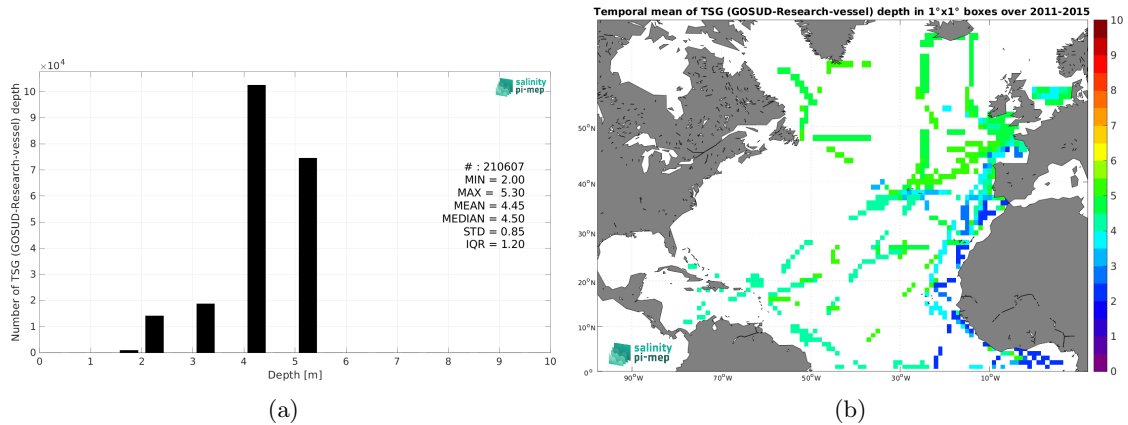 Temporal mean of TSG (GOSUD-Research-vessel) depth in 1°x1° boxes over 2011-2015
×10⁴
Number of TSG (GOSUD-Research-vessel) depth
10
9
8
7
6
5
4
3
2
1
0
0 1 2 3 4 5 6 7 8 9 10
Depth [m]
salinity
pi-mep
# : 210607
MIN = 2.00
MAX = 5.30
MEAN = 4.45
MEDIAN = 4.50
STD = 0.85
IQR = 1.20
(a)
50°N
40°N
30°N
20°N
10°N
0°
90°W 70°W 50°W 30°W 10°W
salinity
pi-mep
10
9
8
7
6
5
4
3
2
1
0
(b)